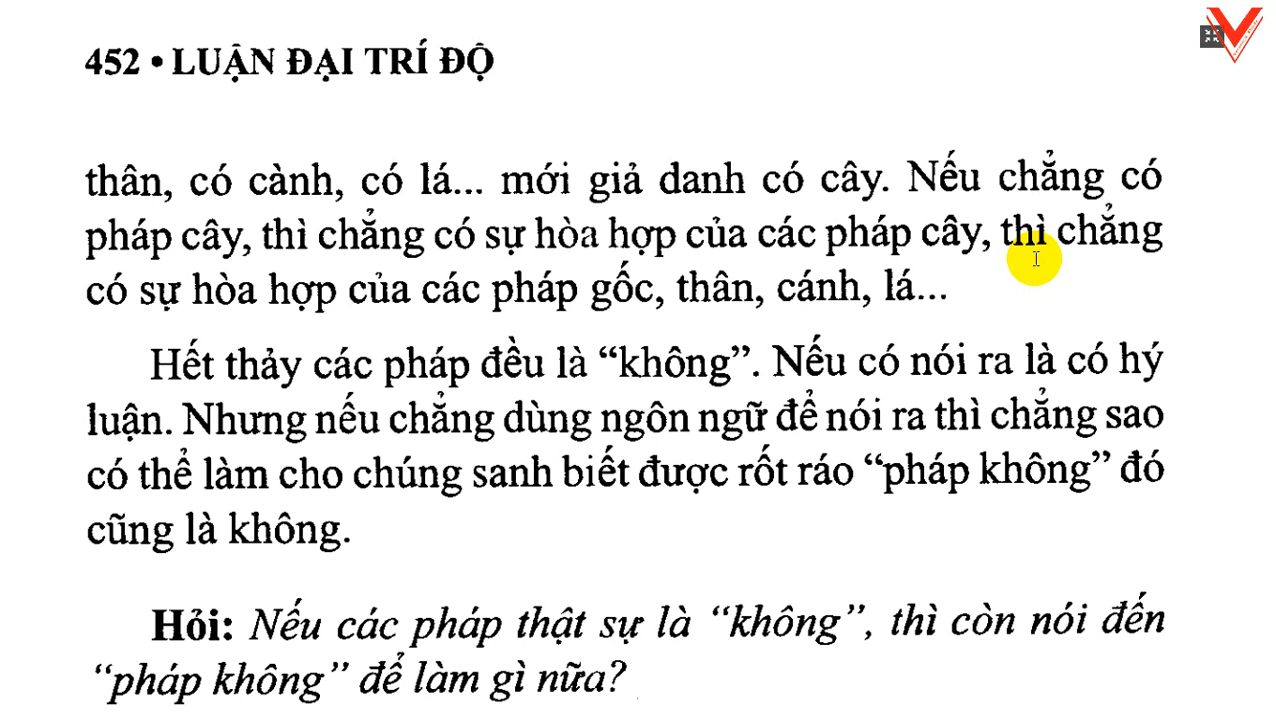 452 • LUẬN ĐẠI TRÍ ĐỘ
thân, có cành, có lá... mới giả danh có cây. Nếu chẳng có
pháp cây, thì chẳng có sự hòa hợp của các pháp cây, thì chẳng
có sự hòa hợp của các pháp gốc, thân, cánh, lá...
Hết thảy các pháp đều là “không”. Nếu có nói ra là có hý
luận. Nhưng nếu chẳng dùng ngôn ngữ để nói ra thì chẳng sao
có thể làm cho chúng sanh biết được rốt ráo “pháp không” đó
cũng là không.
Hỏi: Nếu các pháp thật sự là “không”, thì còn nói đến
“pháp không” để làm gì nữa?